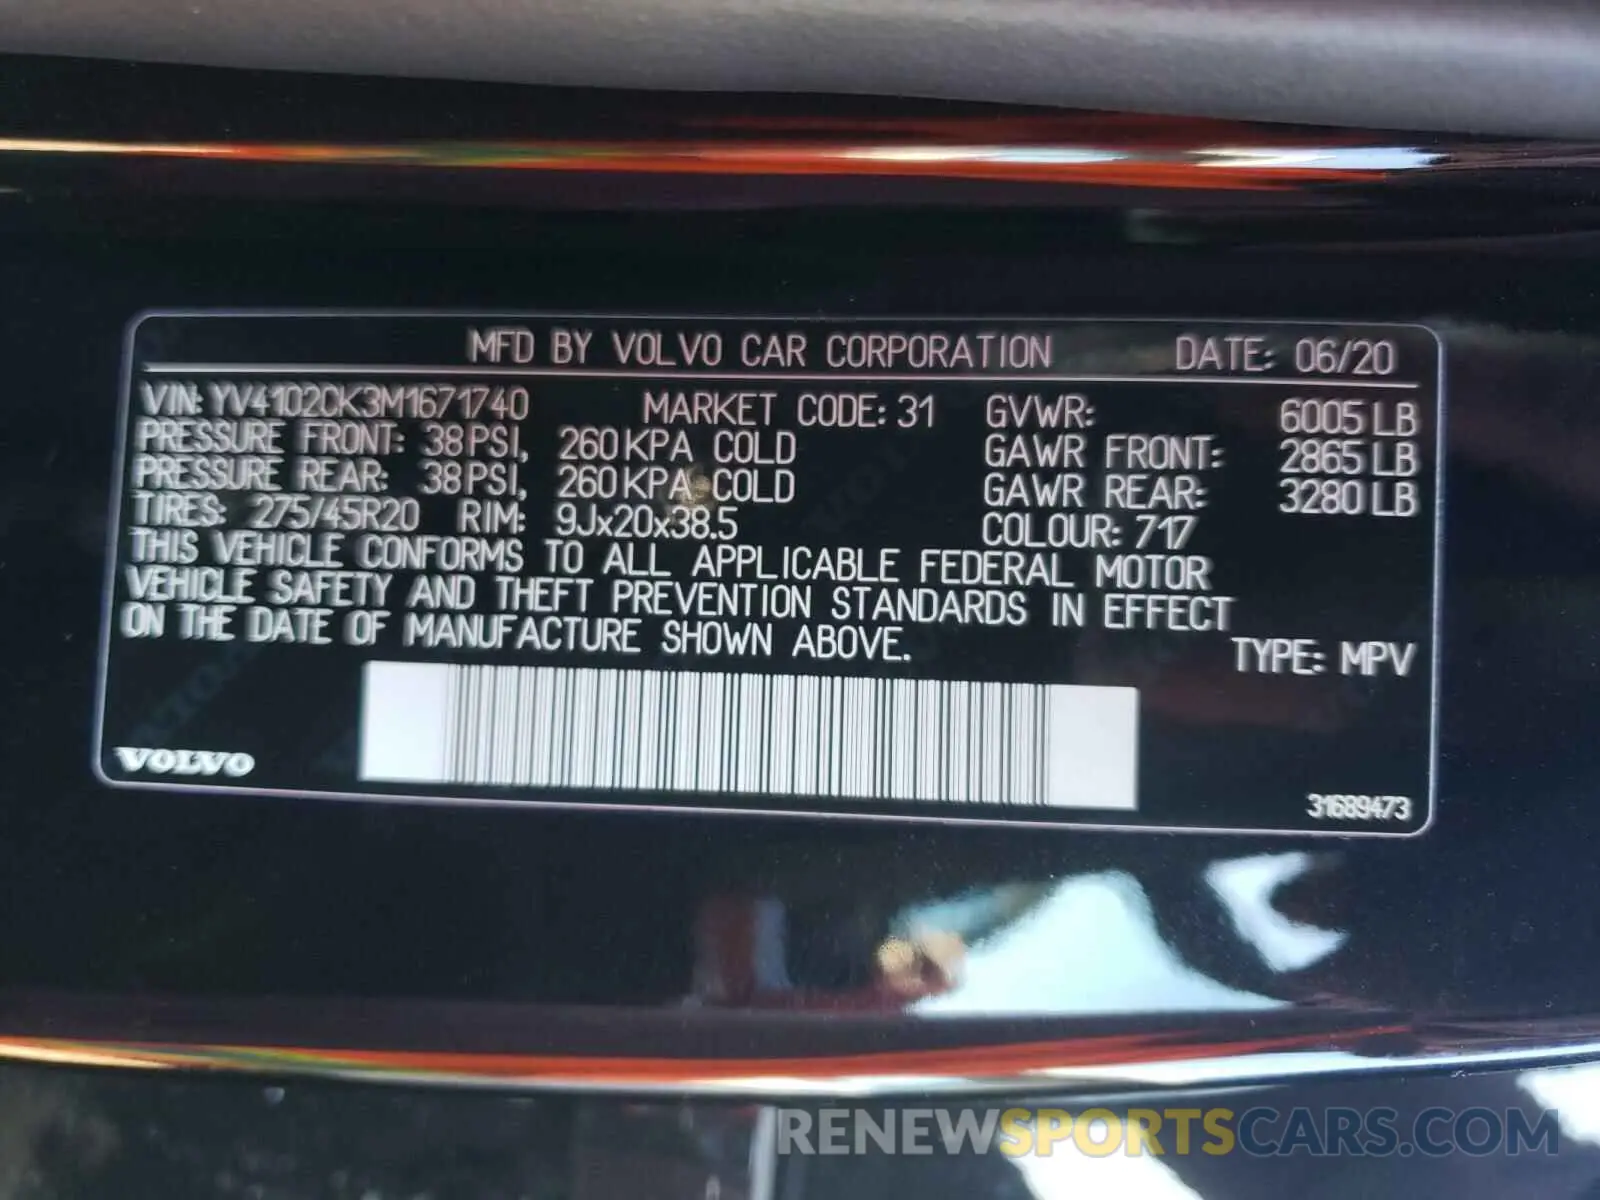 MFD BY VOLVO CAR CORPORATION DATE: 06/20
VIN: YV4102CK3M1671740 MARKET CODE: 31 GVWR: 6005 LB
PRESSURE FRONT: 38 PSI, 260 KPA COLD GAWR FRONT: 2865 LB
PRESSURE REAR: 38 PSI, 260 KPA COLD GAWR REAR: 3280 LB
TIRES: 275/45R20 RIM: 9Jx20x38.5 COLOUR: 717
THIS VEHICLE CONFORMS TO ALL APPLICABLE FEDERAL MOTOR
VEHICLE SAFETY AND THEFT PREVENTION STANDARDS IN EFFECT
ON THE DATE OF MANUFACTURE SHOWN ABOVE.
TYPE: MPV
VOLVO
31689473
RENEWSPORTSCARS.COM